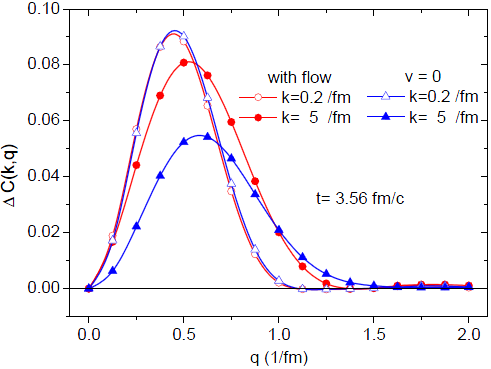 0.10
0.08
0.06
0.04
0.02
0.00
Δ C(k,q)
with flow v = 0
k=0.2 /fm k=0.2 /fm
k= 5 /fm k= 5 /fm
t= 3.56 fm/c
0.0 0.5 1.0 1.5 2.0
q (1/fm)